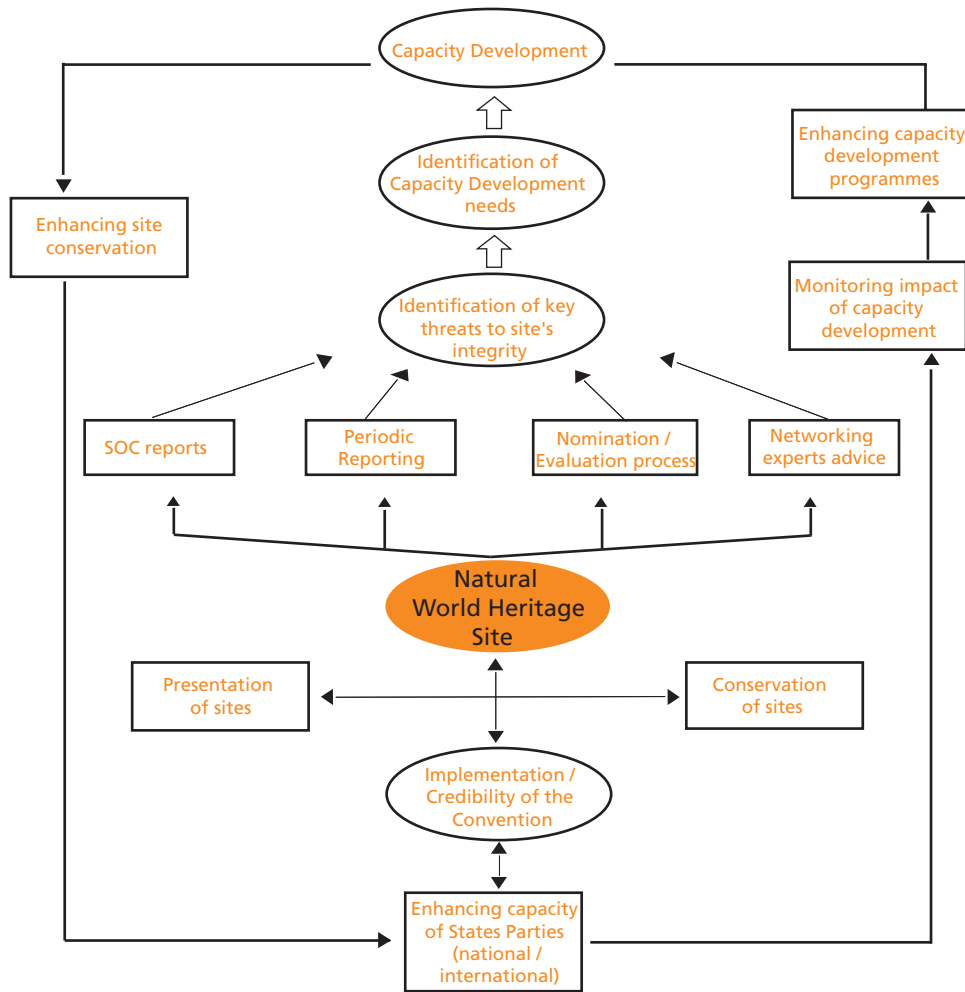 Capacity Development
Enhancing capacity
development
programmes
Identification of
Capacity Development
needs
Enhancing site
conservation
Monitoring impact
of capacity
development
Identification of key
threats to site's
integrity
SOC reports
Periodic
Reporting
Nomination /
Evaluation process
Networking
experts advice
Natural
World Heritage
Site
Presentation
of sites
Conservation
of sites
Implementation /
Credibility of the
Convention
Enhancing capacity
of States Parties
(national /
international)